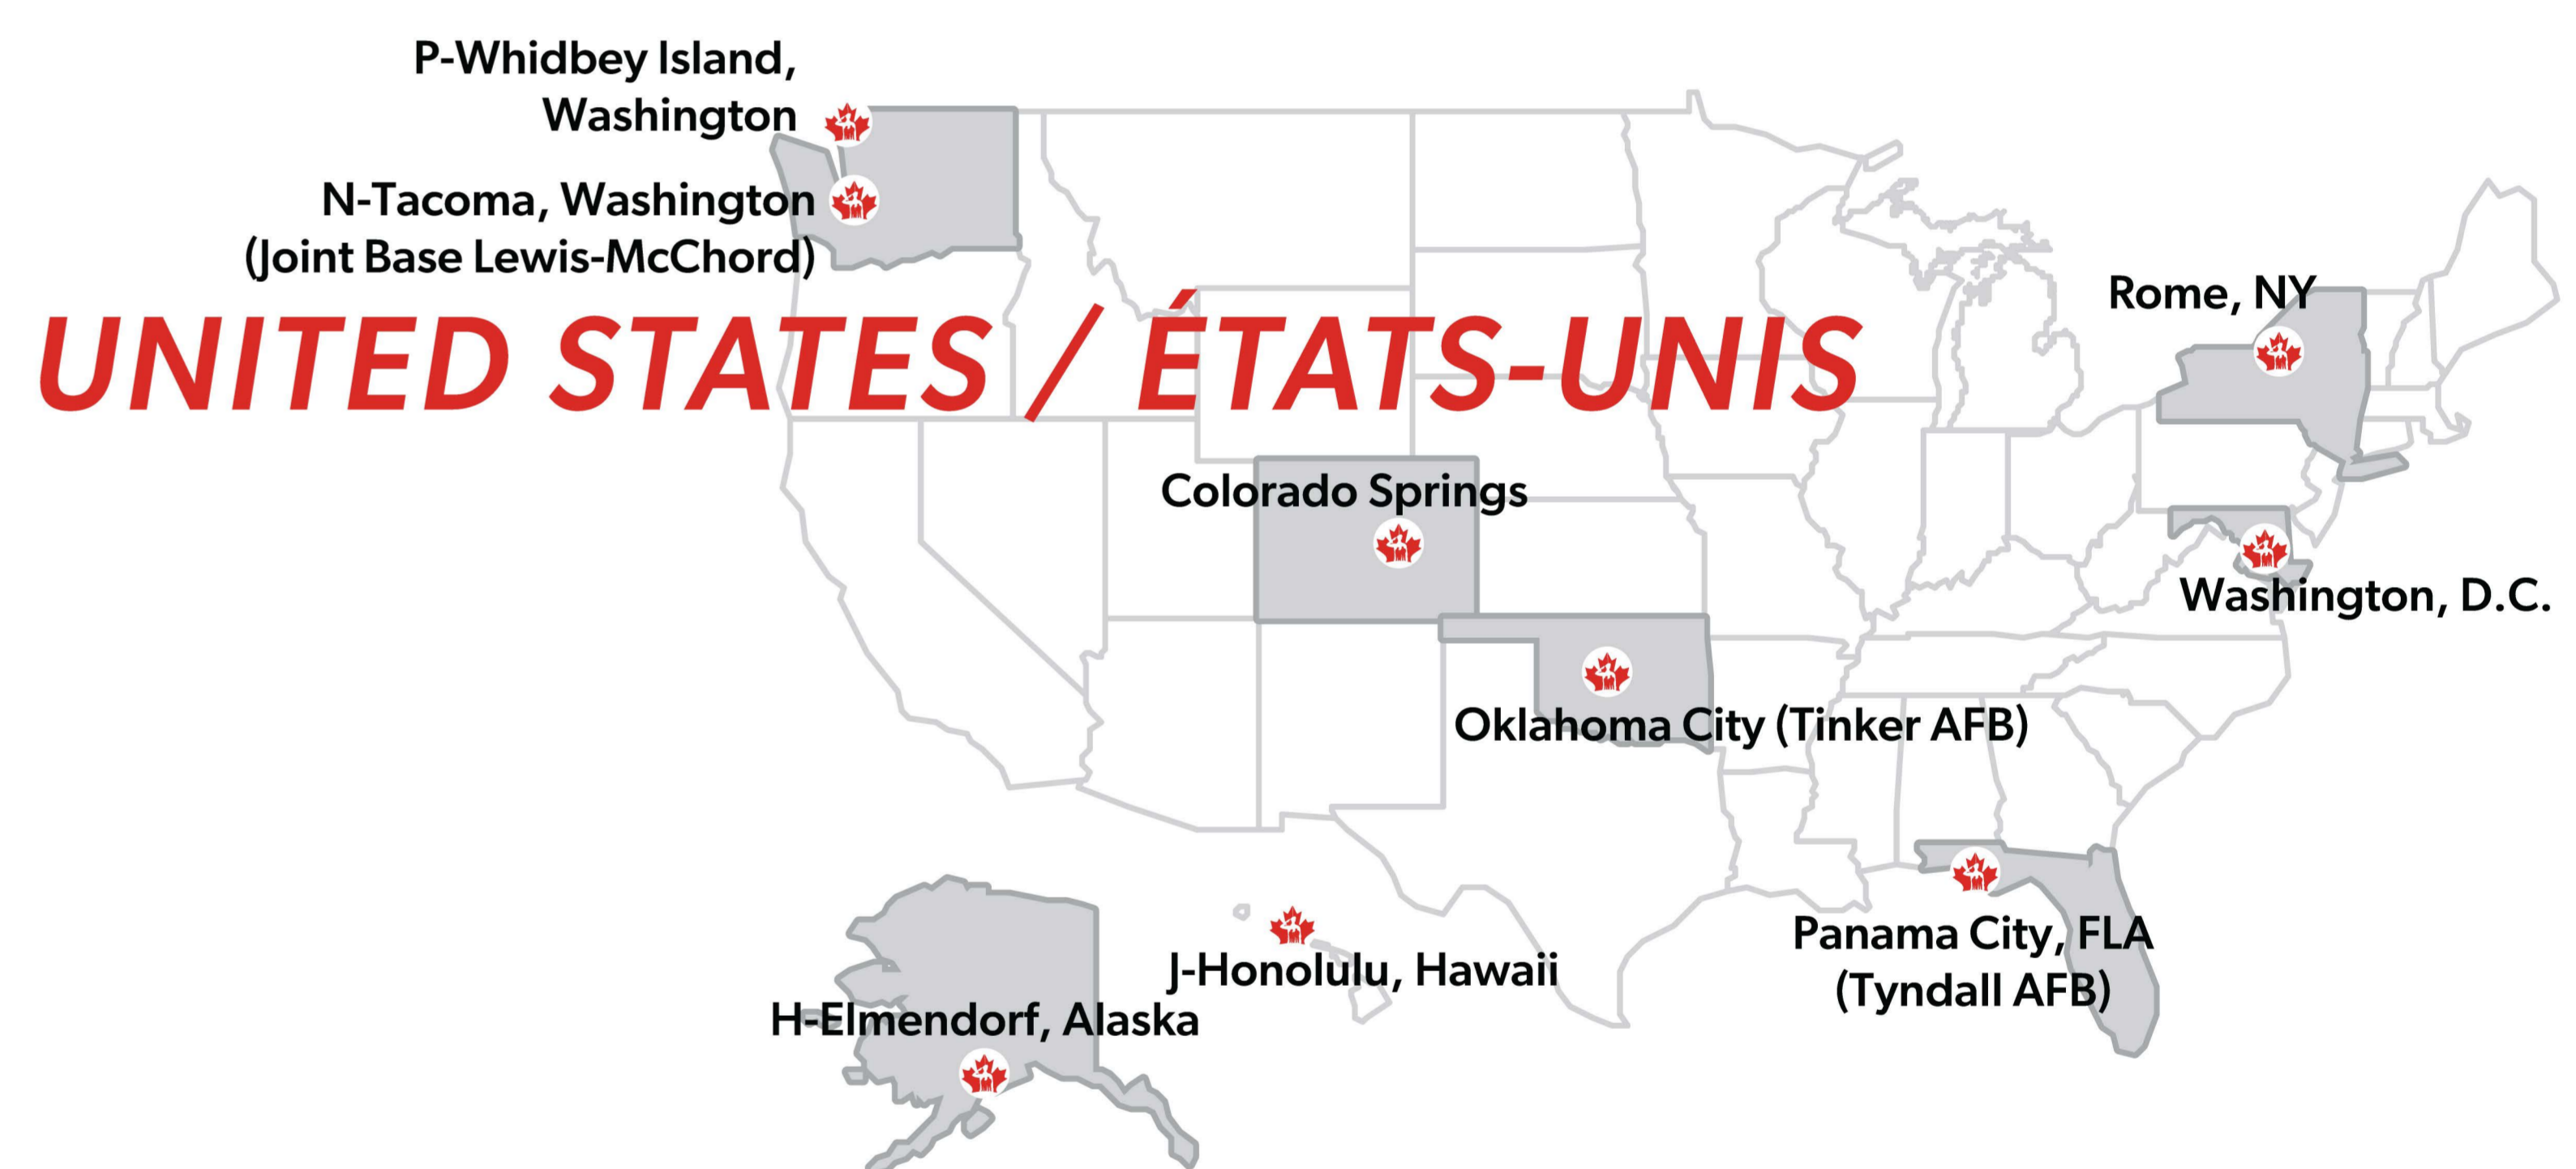 P-Whidbey Island,
Washington
N-Tacoma, Washington
(Joint Base Lewis-McChord)
UNITED STATES / ÉTATS-UNIS
Rome, NY
Colorado Springs
Washington, D.C.
Oklahoma City (Tinker AFB)
Panama City, FLA
(Tyndall AFB)
J-Honolulu, Hawaii
H-Elmendorf, Alaska